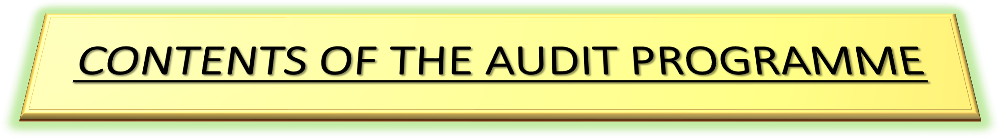 CONTENTS OF THE AUDIT PROGRAMME